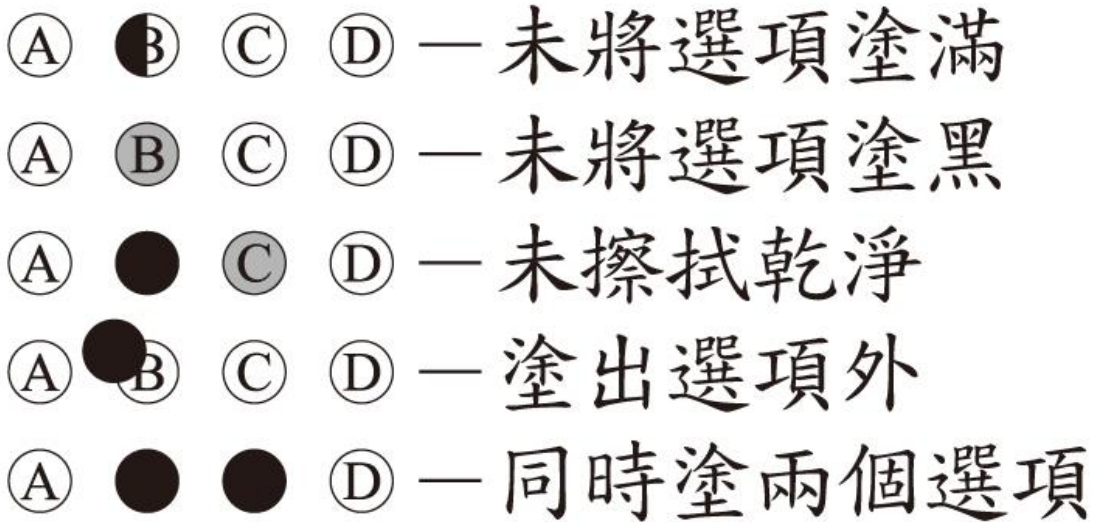 Ⓐ Ⓑ Ⓒ Ⓓ — 未將選項塗滿
Ⓐ Ⓑ Ⓒ Ⓓ — 未將選項塗黑
Ⓐ ● Ⓒ Ⓓ — 未擦拭乾淨
Ⓐ Ⓑ Ⓒ Ⓓ — 塗出選項外
Ⓐ ● ● Ⓓ — 同時塗兩個選項